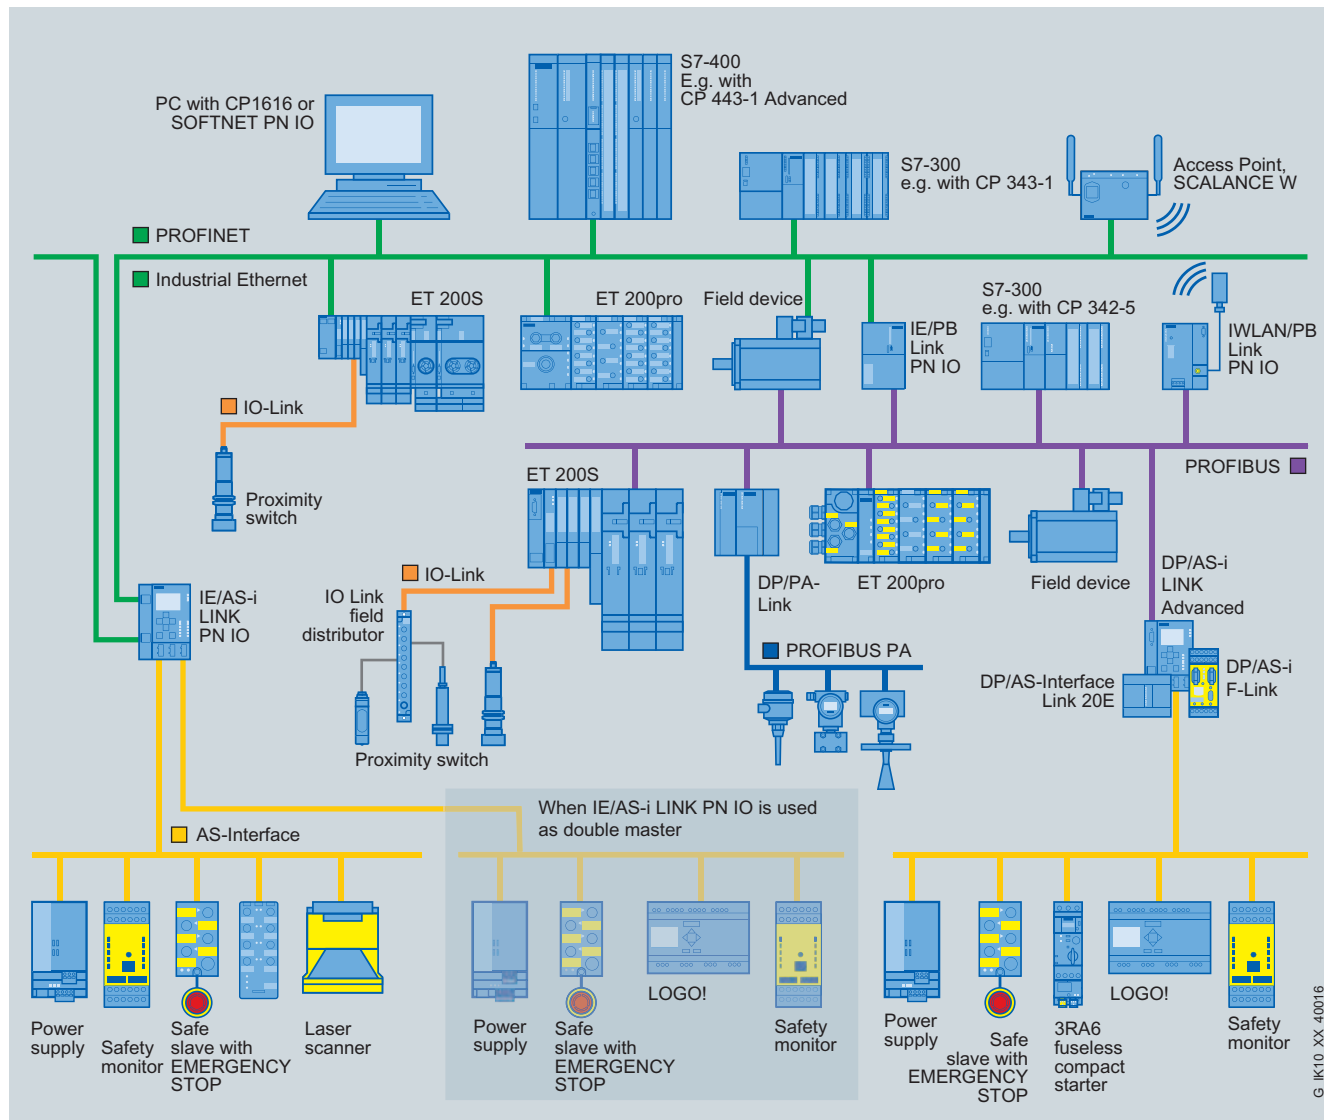 S7-400
E.g. with
CP 443-1 Advanced
PC with CP1616 or
SOFTNET PN IO
S7-300
e.g. with CP 343-1
Access Point,
SCALANCE W
PROFINET
Industrial Ethernet
ET 200S
ET 200pro
Field device
IE/PB
Link
PN IO
S7-300
e.g. with CP 342-5
IWLAN/PB
Link
PN IO
IO-Link
Proximity
switch
ET 200S
PROFIBUS
IO-Link
IO Link
field
distributor
DP/PA-
Link
ET 200pro
Field device
DP/AS-i
LINK
Advanced
IE/AS-i
LINK
PN IO
PROFIBUS PA
DP/AS-Interface
Link 20E
DP/AS-i
F-Link
Proximity switch
When IE/AS-i LINK PN IO is used
as double master
AS-Interface
Power
supply
Safety
monitor
Safe
slave with
EMERGENCY
STOP
Laser
scanner
Power
supply
Safe
slave with
EMERGENCY
STOP
LOGO!
Safety
monitor
Power
supply
Safe
slave with
EMERGENCY
STOP
3RA6
fuseless
compact
starter
LOGO!
Safety
monitor
G_IK10_XX_40016